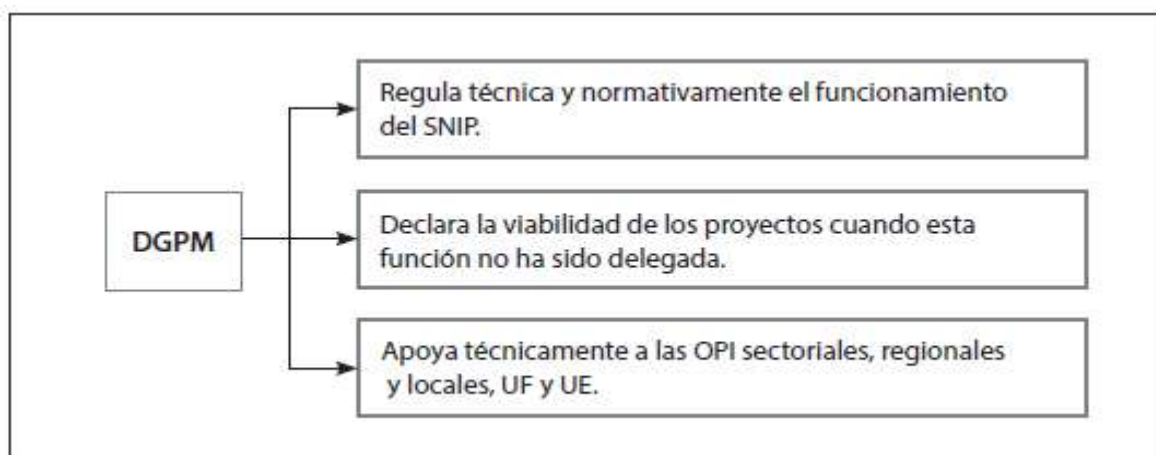 Regula técnica y normativamente el funcionamiento
del SNIP.
DGPM
Declara la viabilidad de los proyectos cuando esta
función no ha sido delegada.
Apoya técnicamente a las OPI sectoriales, regionales
y locales, UF y UE.